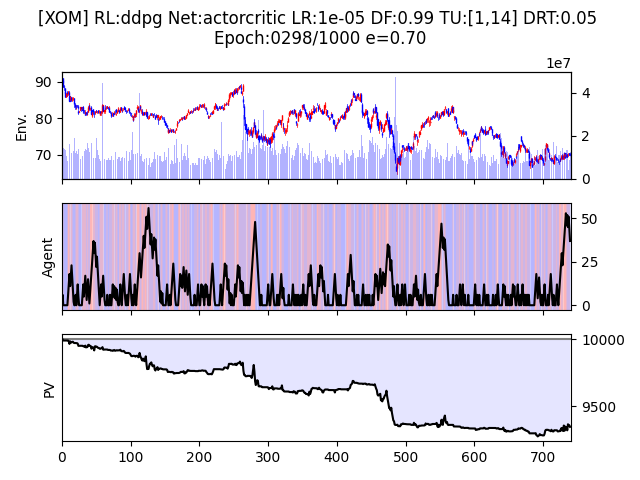 [XOM] RL:ddpg Net:actorcritic LR:1e-05 DF:0.99 TU:[1,14] DRT:0.05
Epoch:0298/1000 e=0.70
1e7
Env.
90
80
70
4
2
0
Agent
50
25
0
PV
10000
9500
0 100 200 300 400 500 600 700